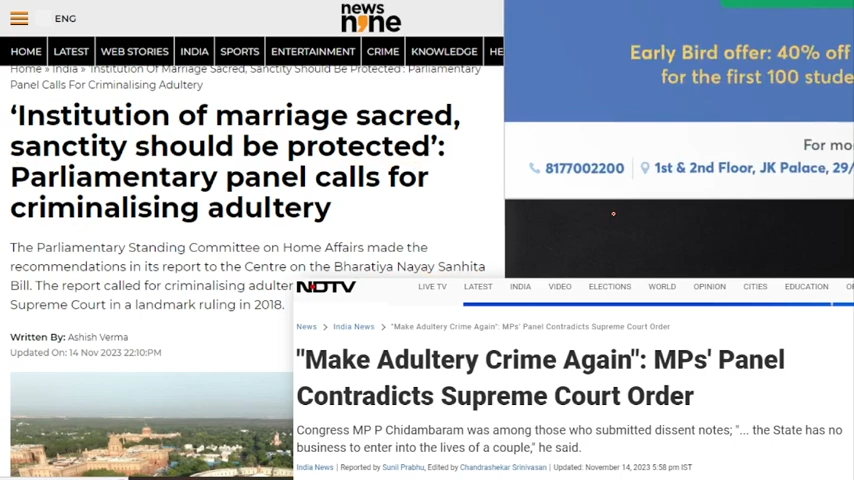 ENG
news
nine
HOME LATEST WEB STORIES INDIA SPORTS ENTERTAINMENT CRIME KNOWLEDGE HE
Home » India » 'Institution Of Marriage Sacred, Sanctity Should Be Protected': Parliamentary
Panel Calls For Criminalising Adultery
'Institution of marriage sacred,
sanctity should be protected':
Parliamentary panel calls for
criminalising adultery
The Parliamentary Standing Committee on Home Affairs made the
recommendations in its report to the Centre on the Bharatiya Nayay Sanhita
Bill. The report called for criminalising adulter
Supreme Court in a landmark ruling in 2018.
Written By: Ashish Verma
Updated On: 14 Nov 2023 22:10PM
Early Bird offer: 40% off
for the first 100 stude
For mo
8177002200 1st & 2nd Floor, JK Palace, 29/
NDTV
LIVE TV LATEST INDIA VIDEO ELECTIONS WORLD OPINION CITIES EDUCATION
News > India News > "Make Adultery Crime Again": MPs' Panel Contradicts Supreme Court Order
"Make Adultery Crime Again": MPs' Panel
Contradicts Supreme Court Order
Congress MP P Chidambaram was among those who submitted dissent notes; "... the State has no
business to enter into the lives of a couple," he said.
India News | Reported by Sunil Prabhu, Edited by Chandrashekar Srinivasan | Updated: November 14, 2023 5:58 pm IST